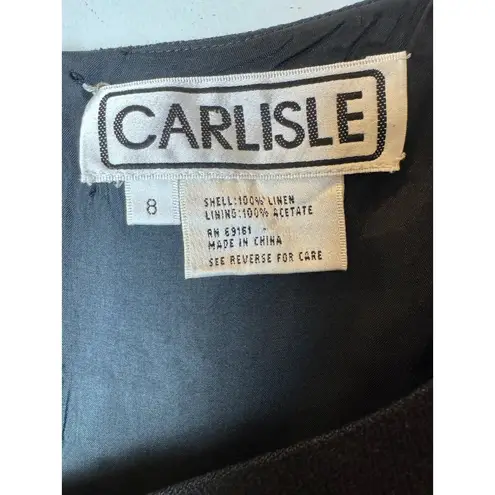 CARLISLE
8
SHELL:100% LINEN
LINING:100% ACETATE
RN 69161
MADE IN CHINA
SEE REVERSE FOR CARE